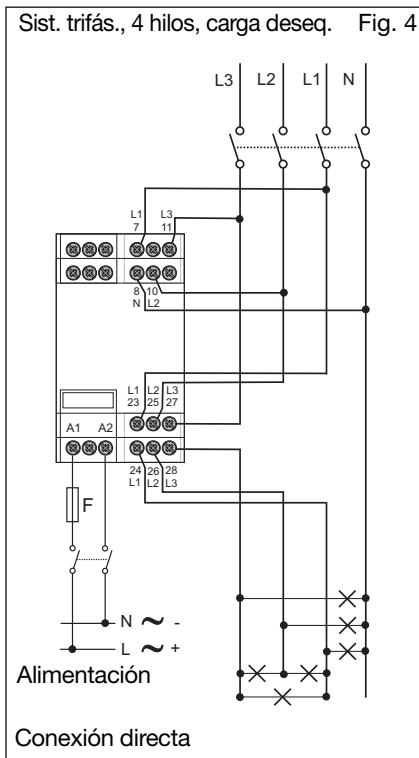 Sist. trifás., 4 hilos, carga deseq. Fig. 4
L3 L2 L1 N
L1 L3
7 11
8 10
N L2
L1 L2 L3
23 25 27
A1 A2
24 26 28
L1 L2 L3
F
N ~ -
L ~ +
Alimentación
Conexión directa